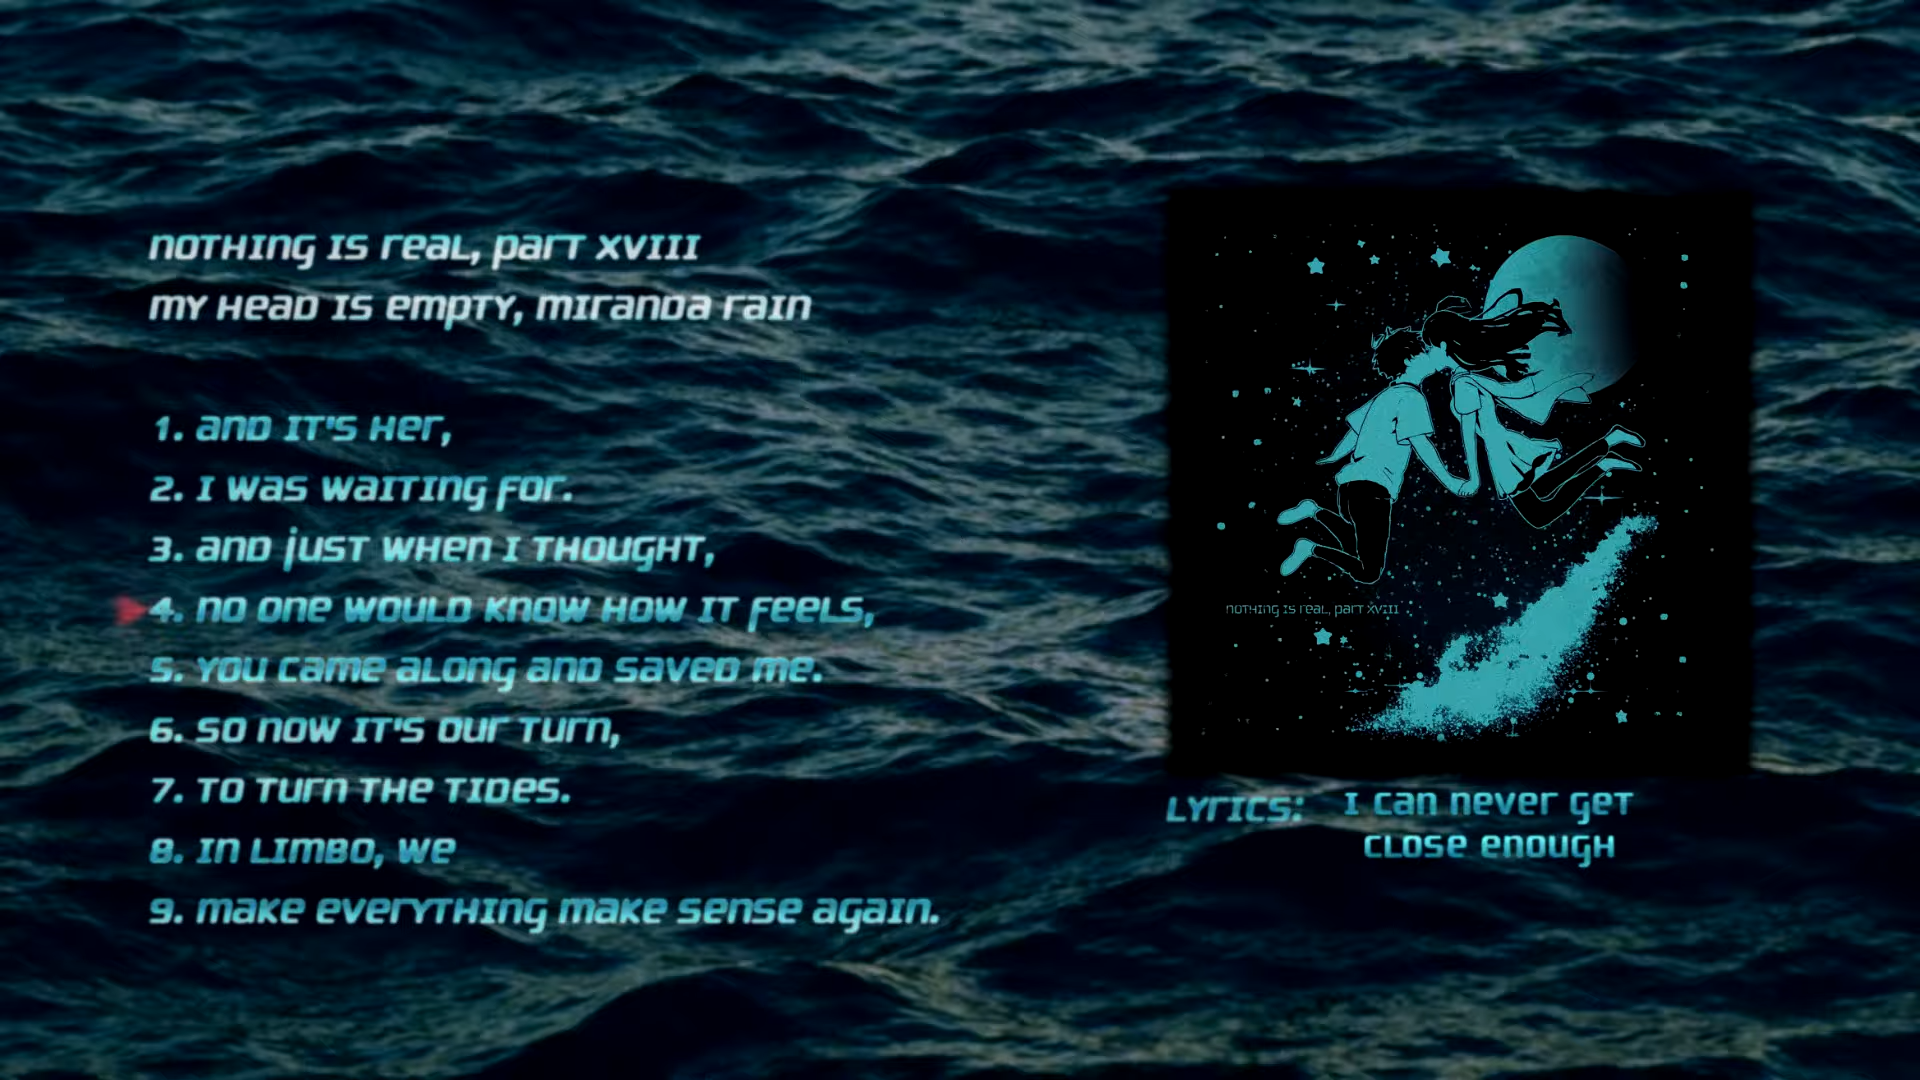 nothing is real, part XVIII
my head is empty, miranda rain
1. and it's her,
2. I was waiting for.
3. and just when I thought,
4. no one would know how it feels,
5. you came along and saved me.
6. so now it's our turn,
7. to turn the tides.
8. in limbo, we
9. make everything make sense again.
nothing is real, part XVIII
Lyrics: I can never get
close enough